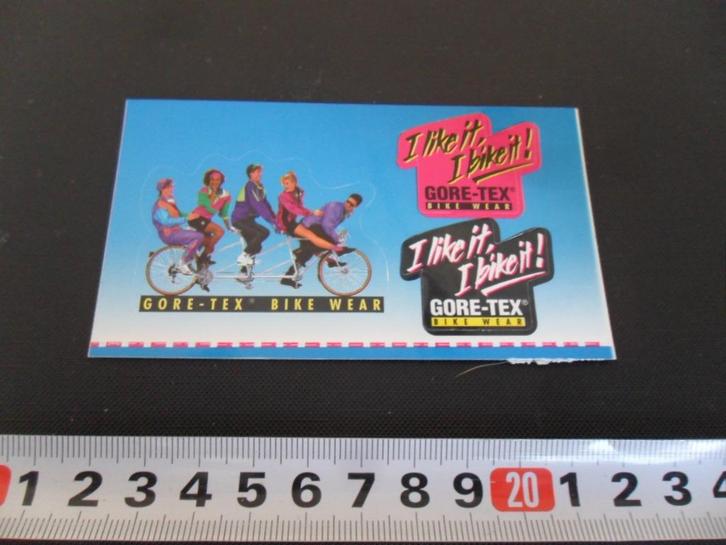 I like it,
I bike it!
GORE-TEX®
BIKE WEAR
I like it,
I bike it!
GORE-TEX®
BIKE WEAR
GORE-TEX® BIKE WEAR
1 2 3 4 5 6 7 8 9 20 1 2 3 4